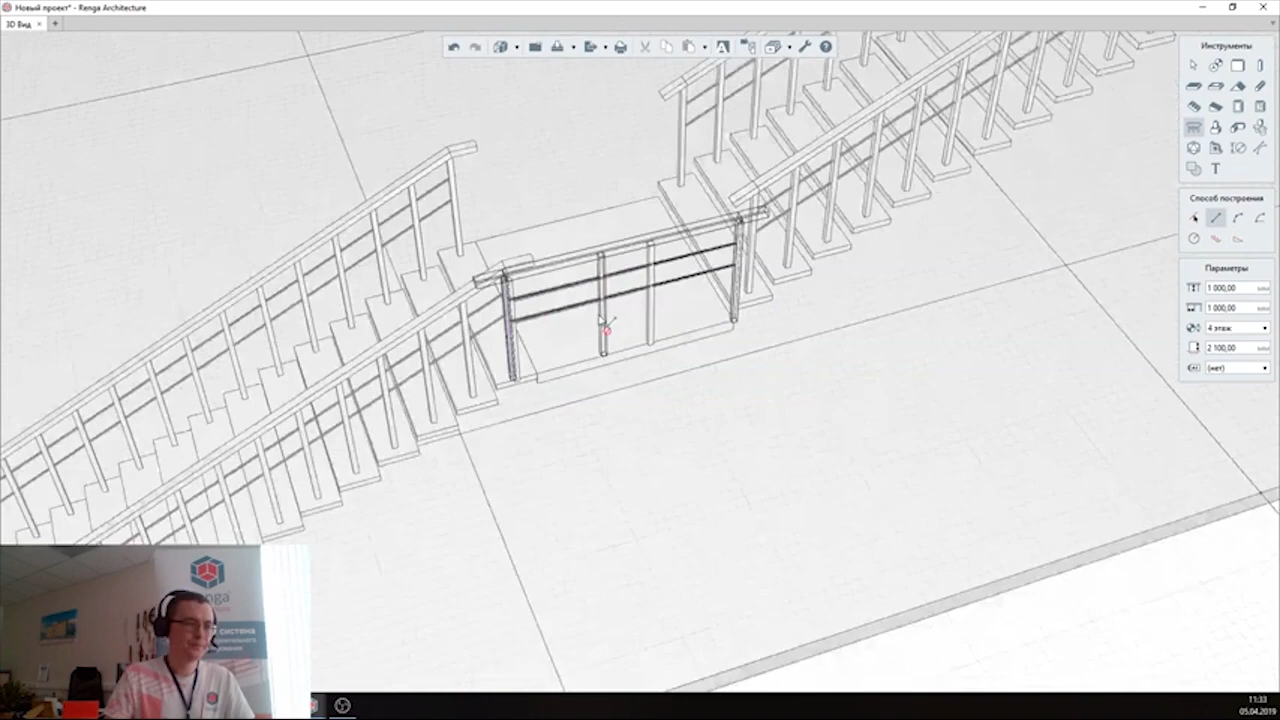 Новый проект* - Renga Architecture
3D Вид
Инструменты
Способ построения
Параметры
1 000,00
1 000,00
4 этаж
2 100,00
(нет)
enga
система
11:33
05.04.2019